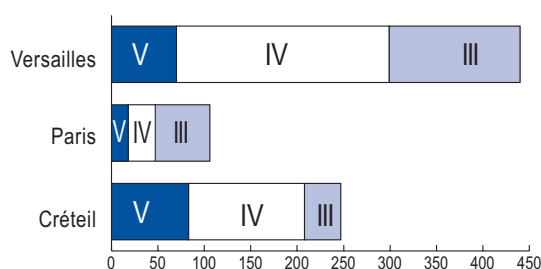 Versailles V IV III
Paris V IV III
Créteil V IV III
0 50 100 150 200 250 300 350 400 450